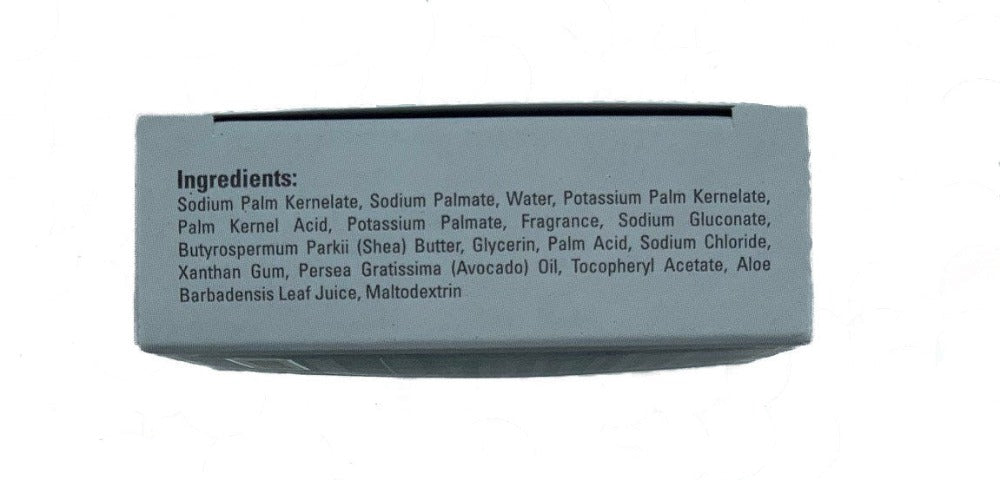 Ingredients:
Sodium Palm Kernelate, Sodium Palmate, Water, Potassium Palm Kernelate,
Palm Kernel Acid, Potassium Palmate, Fragrance, Sodium Gluconate,
Butyrospermum Parkii (Shea) Butter, Glycerin, Palm Acid, Sodium Chloride,
Xanthan Gum, Persea Gratissima (Avocado) Oil, Tocopheryl Acetate, Aloe
Barbadensis Leaf Juice, Maltodextrin